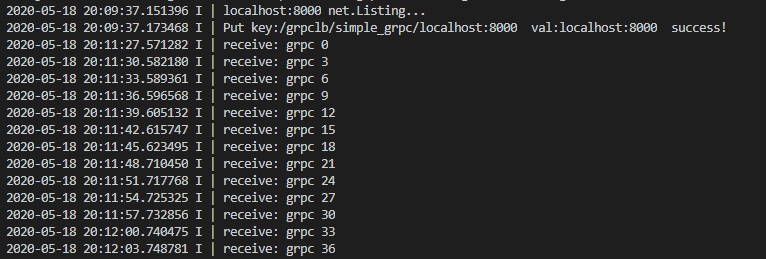 2020-05-18 20:09:37.151396 I | localhost:8000 net.Listing...
2020-05-18 20:09:37.173468 I | Put key:/grpclb/simple_grpc/localhost:8000  val:localhost:8000  success!
2020-05-18 20:11:27.571282 I | receive: grpc 0
2020-05-18 20:11:30.582180 I | receive: grpc 3
2020-05-18 20:11:33.589361 I | receive: grpc 6
2020-05-18 20:11:36.596568 I | receive: grpc 9
2020-05-18 20:11:39.605132 I | receive: grpc 12
2020-05-18 20:11:42.615747 I | receive: grpc 15
2020-05-18 20:11:45.623495 I | receive: grpc 18
2020-05-18 20:11:48.710450 I | receive: grpc 21
2020-05-18 20:11:51.717768 I | receive: grpc 24
2020-05-18 20:11:54.725325 I | receive: grpc 27
2020-05-18 20:11:57.732856 I | receive: grpc 30
2020-05-18 20:12:00.740475 I | receive: grpc 33
2020-05-18 20:12:03.748781 I | receive: grpc 36